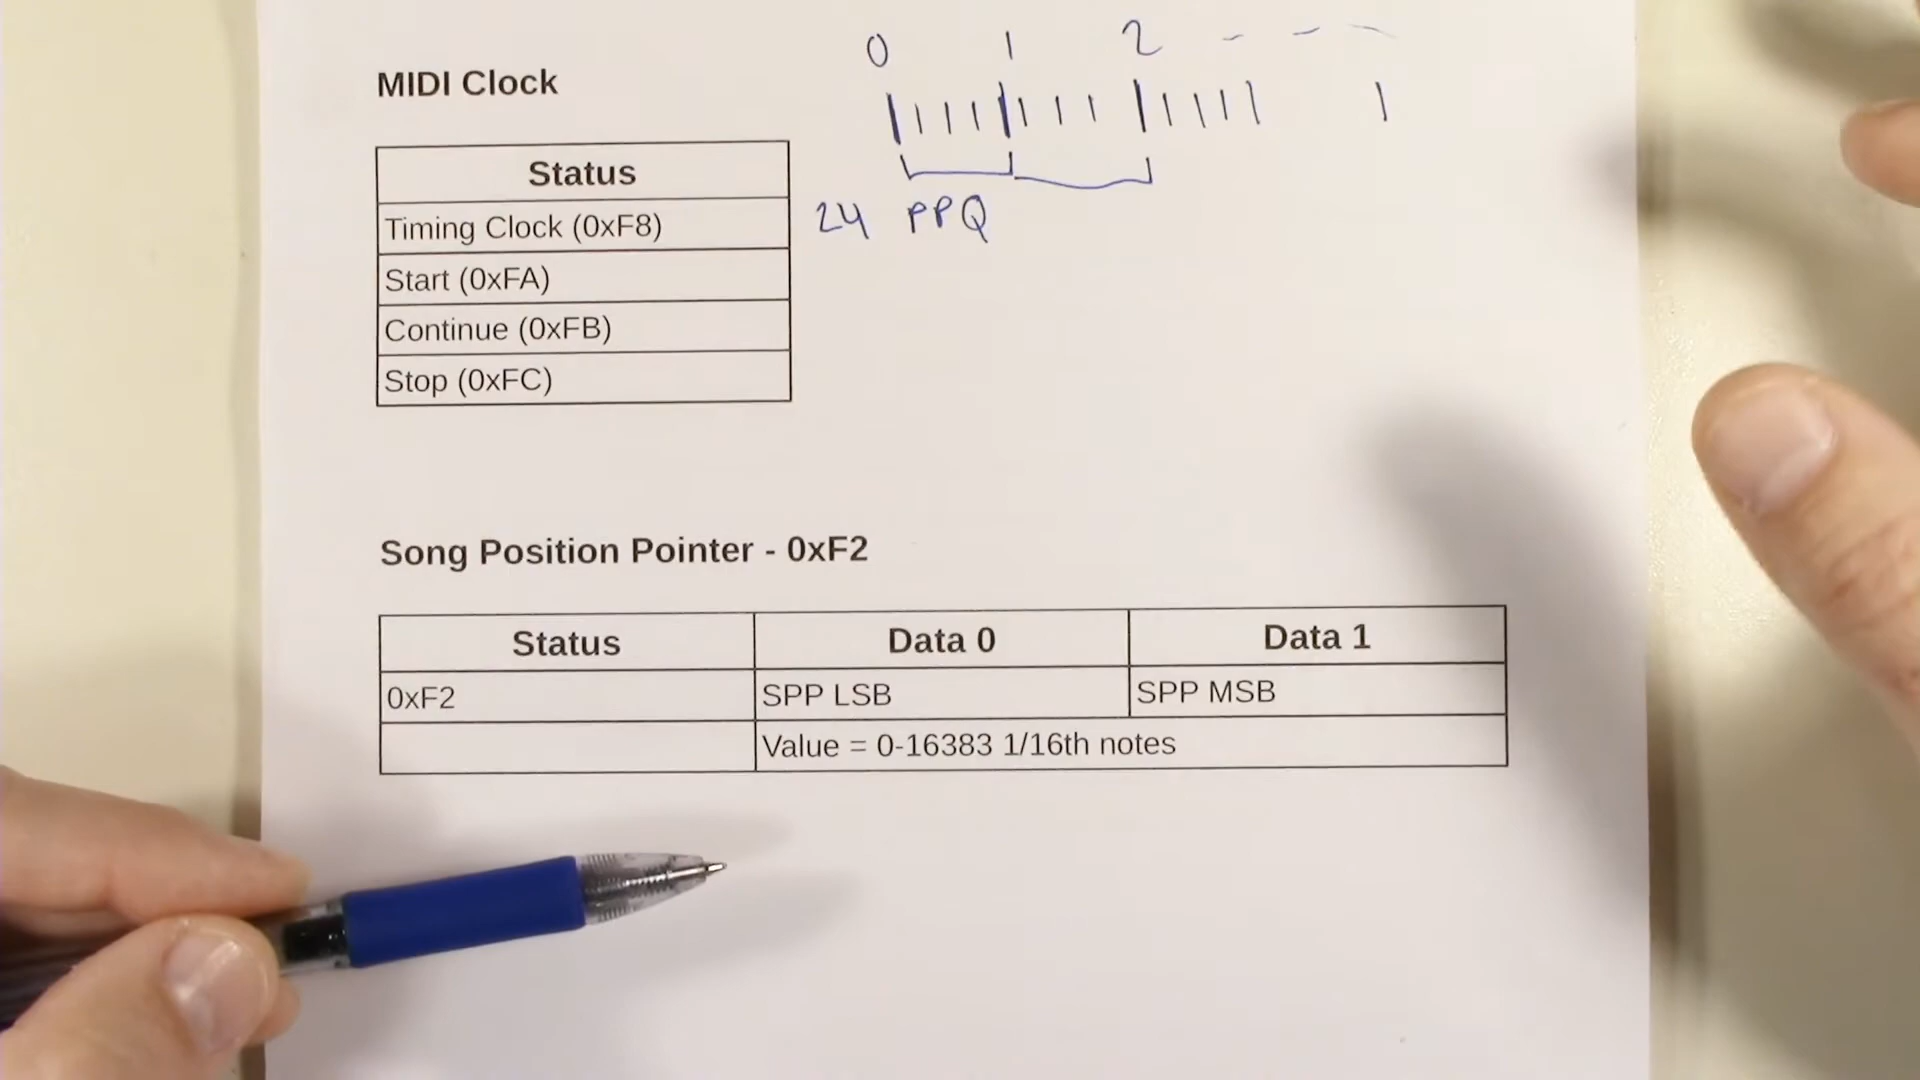 0 1 2 - - -
MIDI Clock
Status
Timing Clock (0xF8)
24 PPQ
Start (0xFA)
Continue (0xFB)
Stop (0xFC)
Song Position Pointer - 0xF2
Status Data 0 Data 1
0xF2 SPP LSB SPP MSB
Value = 0-16383 1/16th notes